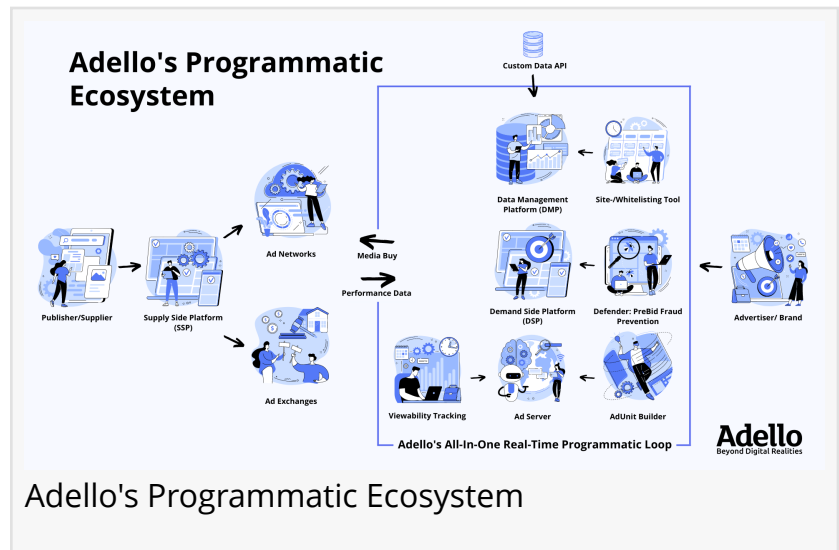 Adello's Programmatic
Ecosystem
Custom Data API
Data Management
Platform (DMP)
Site-/Whitelisting Tool
Ad Networks
Media Buy
Performance Data
Publisher/Supplier
Supply Side Platform
(SSP)
Demand Side Platform
(DSP)
Defender: PreBid Fraud
Prevention
Advertiser/ Brand
Ad Exchanges
Viewability Tracking
Ad Server
AdUnit Builder
Adello's All-In-One Real-Time Programmatic Loop
Adello
Beyond Digital Realities
Adello's Programmatic Ecosystem